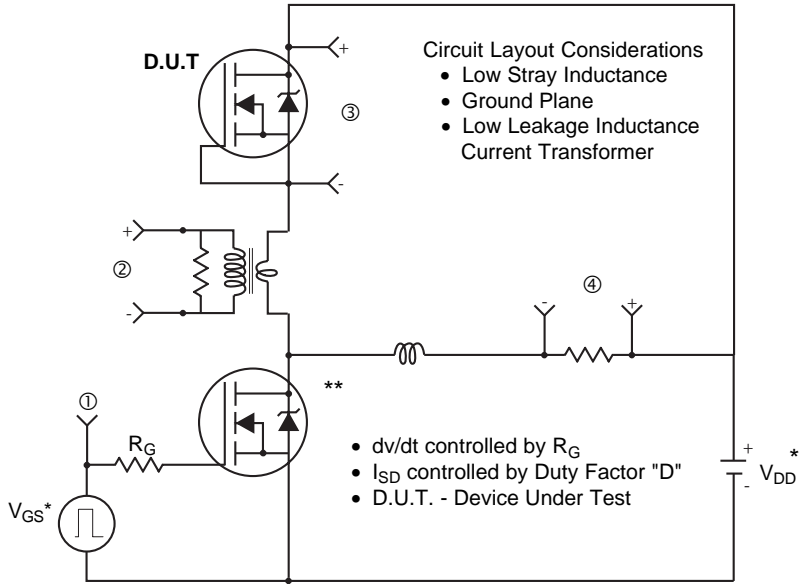 D.U.T
+
Circuit Layout Considerations
• Low Stray Inductance
• Ground Plane
• Low Leakage Inductance
Current Transformer
③
-
+
②
-
④
-
+
**
①
RG
• dv/dt controlled by RG
• ISD controlled by Duty Factor "D"
• D.U.T. - Device Under Test
VGS*
+
VDD*
-